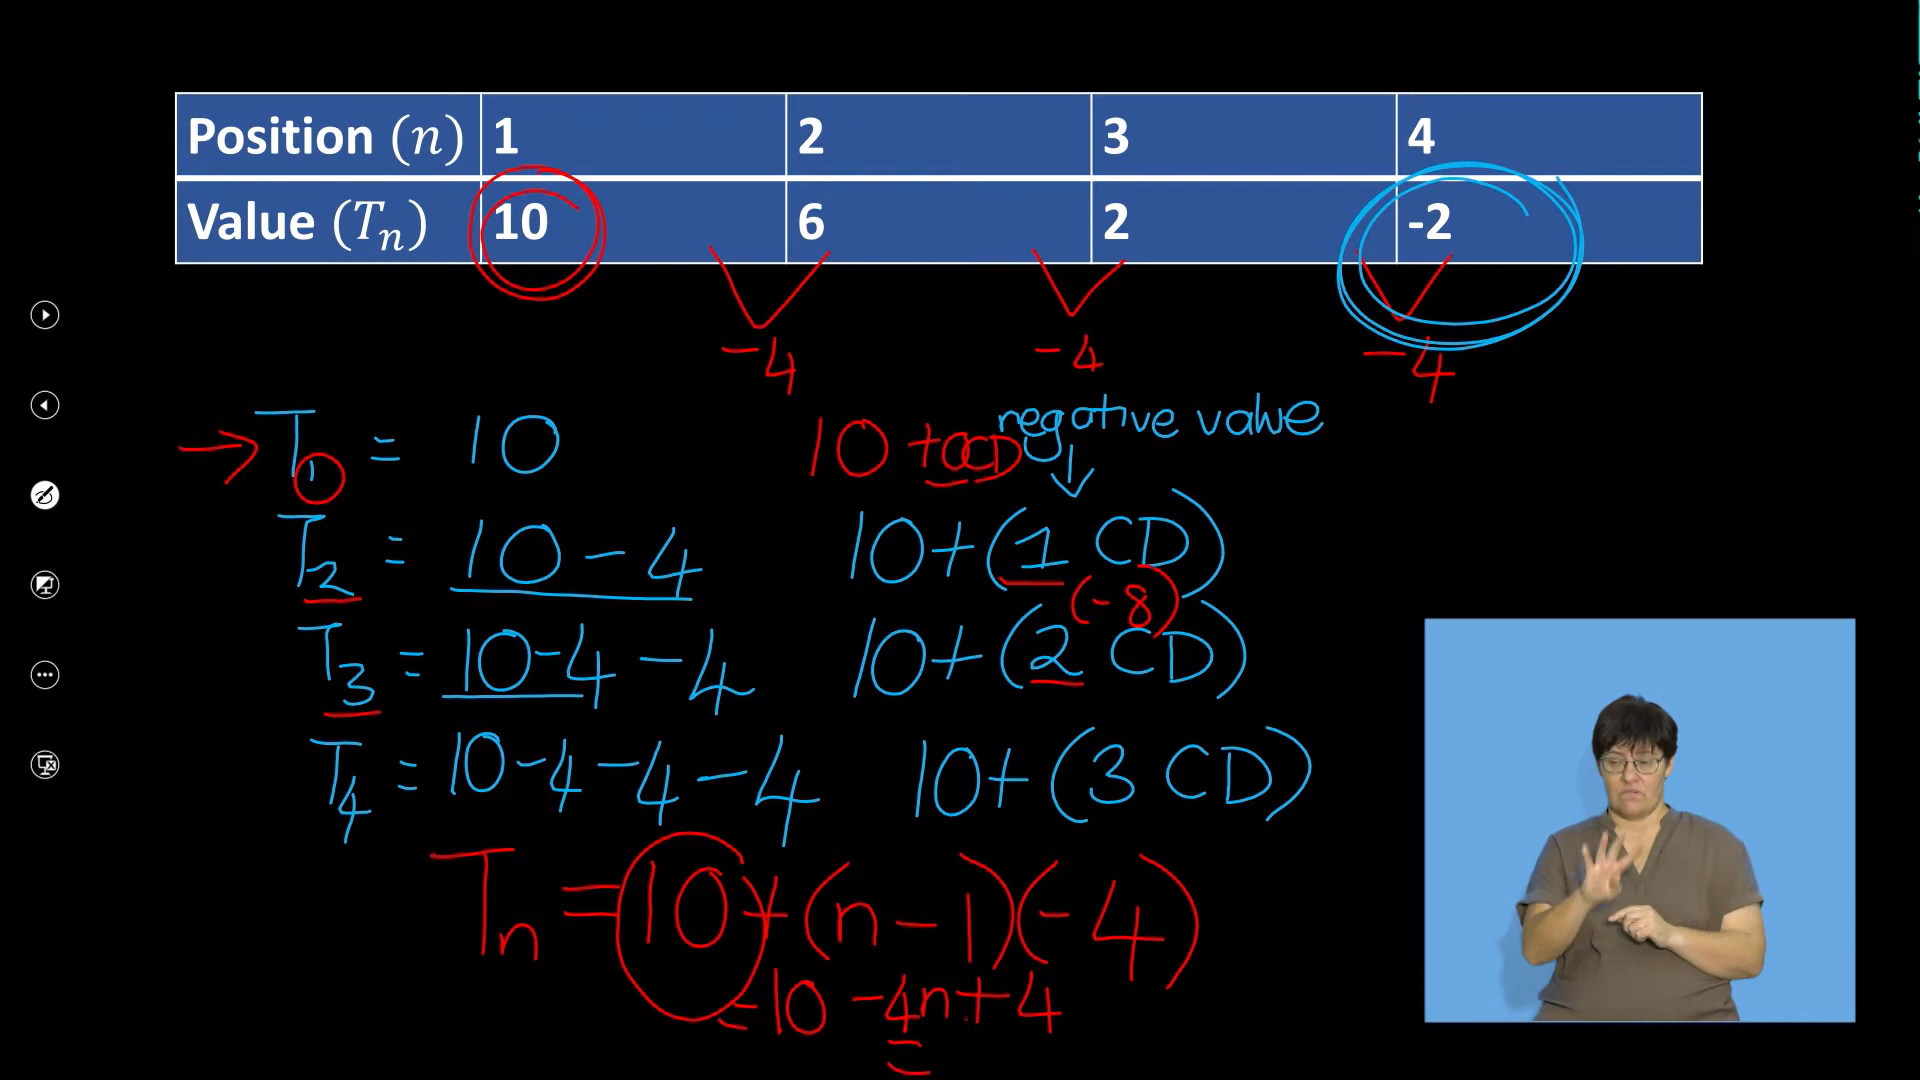 Position (n) 1 2 3 4
Value (Tn) 10 6 2 -2
-4 -4 -4
negative value
T1 = 10 10 + 0CD
T2 = 10 - 4 10 + (1 CD)
(-8)
T3 = 10 - 4 - 4 10 + (2 CD)
T4 = 10 - 4 - 4 - 4 10 + (3 CD)
Tn = 10 + (n - 1)(-4)
= 10 - 4n + 4